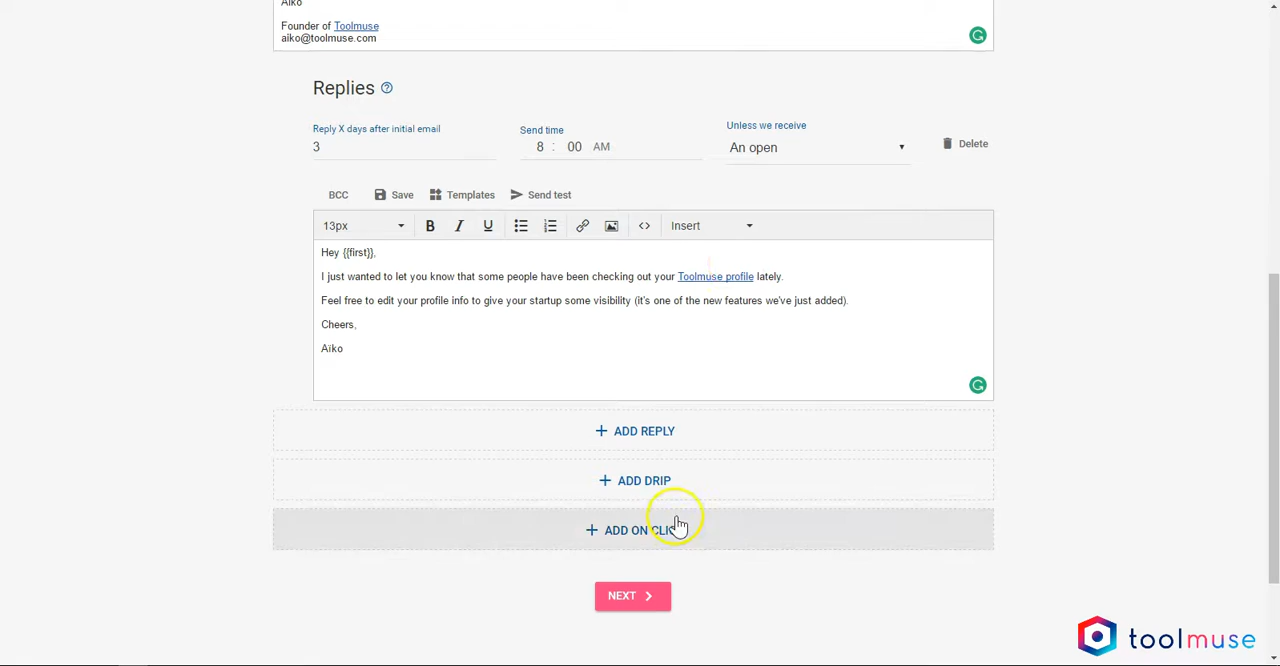 Aiko
Founder of Toolmuse
aiko@toolmuse.com
Replies
Reply X days after initial email
Send time
Unless we receive
3
8 : 00 AM
An open
Delete
BCC
Save
Templates
Send test
13px
B I U
Insert
Hey {{first}},
I just wanted to let you know that some people have been checking out your Toolmuse profile lately.
Feel free to edit your profile info to give your startup some visibility (it's one of the new features we've just added).
Cheers,
Aïko
+ ADD REPLY
+ ADD DRIP
+ ADD ON
NEXT
toolmuse